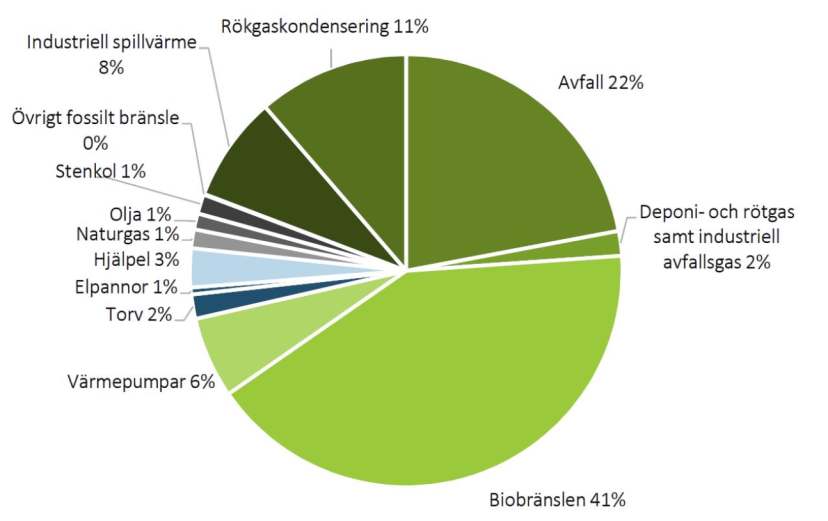 Rökgaskondensering 11%
Industriell spillvärme
8%
Avfall 22%
Övrigt fossilt bränsle
0%
Stenkol 1%
Deponi- och rötgas
samt industriell
avfallsgas 2%
Olja 1%
Naturgas 1%
Hjälpel 3%
Elpannor 1%
Torv 2%
Värmepumpar 6%
Biobränslen 41%